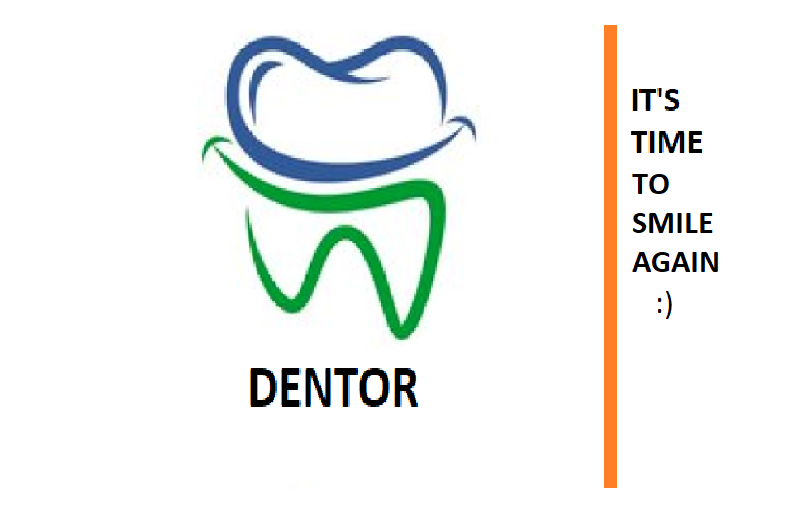 DENTOR
IT'S
TIME
TO
SMILE
AGAIN
:)